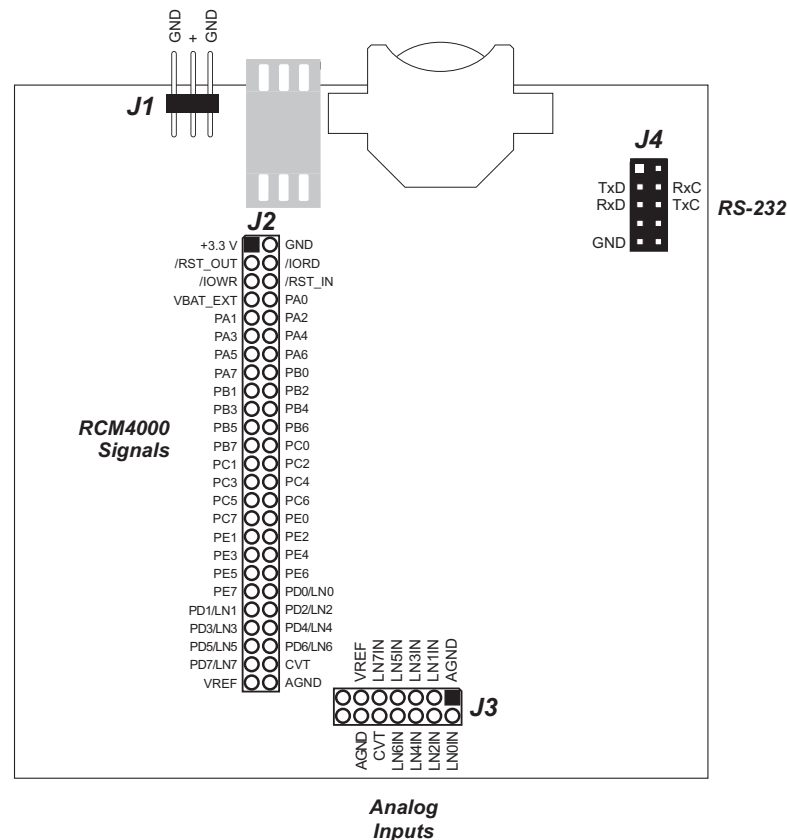 GND
+
GND
J1
J4
TxD RxC
RxD TxC
GND
RS-232
J2
+3.3 V GND
/RST_OUT /IORD
/IOWR /RST_IN
VBAT_EXT PA0
PA1 PA2
PA3 PA4
PA5 PA6
PA7 PB0
PB1 PB2
PB3 PB4
PB5 PB6
PB7 PC0
PC1 PC2
PC3 PC4
PC5 PC6
PC7 PE0
PE1 PE2
PE3 PE4
PE5 PE6
PE7 PD0/LN0
PD1/LN1 PD2/LN2
PD3/LN3 PD4/LN4
PD5/LN5 PD6/LN6
PD7/LN7 CVT
VREF AGND
RCM4000
Signals
VREF
LN7IN
LN5IN
LN3IN
LN1IN
AGND
J3
AGND
CVT
LN6IN
LN4IN
LN2IN
LN0IN
Analog
Inputs